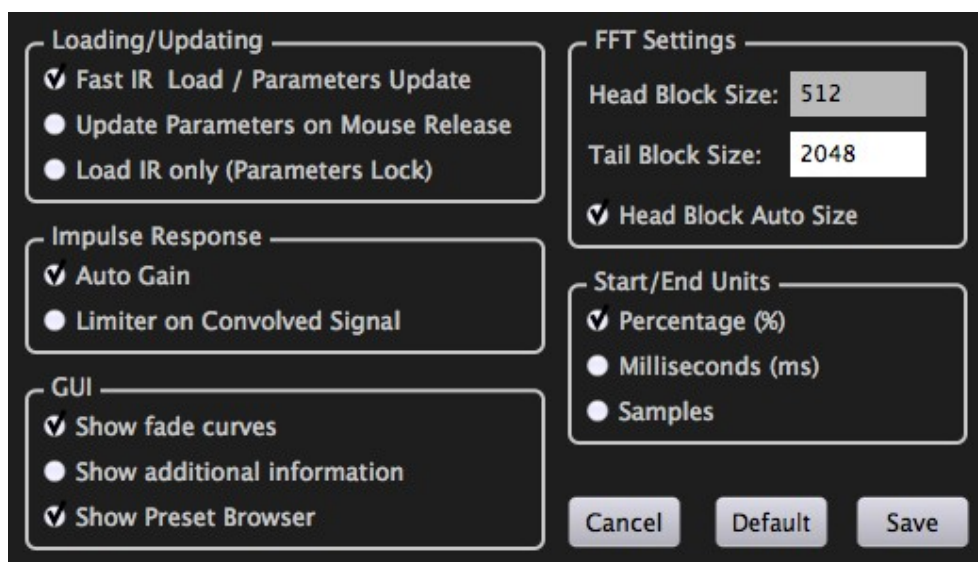 Loading/Updating
Fast IR Load / Parameters Update
Update Parameters on Mouse Release
Load IR only (Parameters Lock)
Impulse Response
Auto Gain
Limiter on Convolved Signal
GUI
Show fade curves
Show additional information
Show Preset Browser
FFT Settings
Head Block Size: 512
Tail Block Size: 2048
Head Block Auto Size
Start/End Units
Percentage (%)
Milliseconds (ms)
Samples
Cancel Default Save